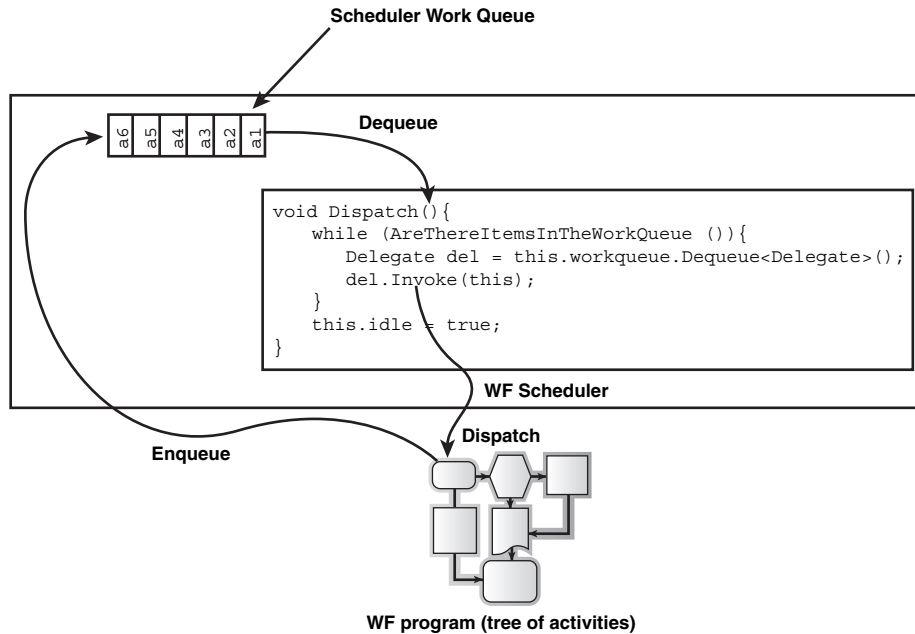 Scheduler Work Queue
a6 a5 a4 a3 a2 a1
Dequeue
void Dispatch(){
while (AreThereItemsInTheWorkQueue ()){
Delegate del = this.workqueue.Dequeue<Delegate>();
del.Invoke(this);
}
this.idle = true;
}
WF Scheduler
Enqueue
Dispatch
WF program (tree of activities)